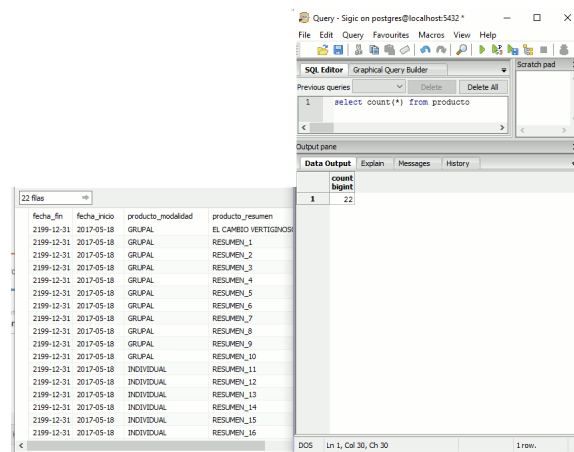 Query - Sigic on postgres@localhost:5432 *
File Edit Query Favourites Macros View Help
SQL Editor Graphical Query Builder
Scratch pad
Previous queries Delete Delete All
1 select count(*) from producto
Output pane
Data Output Explain Messages History
count
bigint
1 22
22 filas
fecha_fin fecha_inicio producto_modalidad producto_resumen
2199-12-31 2017-05-18 GRUPAL EL CAMBIO VERTIGINOS
2199-12-31 2017-05-18 GRUPAL RESUMEN_1
2199-12-31 2017-05-18 GRUPAL RESUMEN_2
2199-12-31 2017-05-18 GRUPAL RESUMEN_3
2199-12-31 2017-05-18 GRUPAL RESUMEN_4
2199-12-31 2017-05-18 GRUPAL RESUMEN_5
2199-12-31 2017-05-18 GRUPAL RESUMEN_6
2199-12-31 2017-05-18 GRUPAL RESUMEN_7
2199-12-31 2017-05-18 GRUPAL RESUMEN_8
2199-12-31 2017-05-18 GRUPAL RESUMEN_9
2199-12-31 2017-05-18 GRUPAL RESUMEN_10
2199-12-31 2017-05-18 INDIVIDUAL RESUMEN_11
2199-12-31 2017-05-18 INDIVIDUAL RESUMEN_12
2199-12-31 2017-05-18 INDIVIDUAL RESUMEN_13
2199-12-31 2017-05-18 INDIVIDUAL RESUMEN_14
2199-12-31 2017-05-18 INDIVIDUAL RESUMEN_15
2199-12-31 2017-05-18 INDIVIDUAL RESUMEN_16
DOS Ln 1, Col 30, Ch 30 1 row.